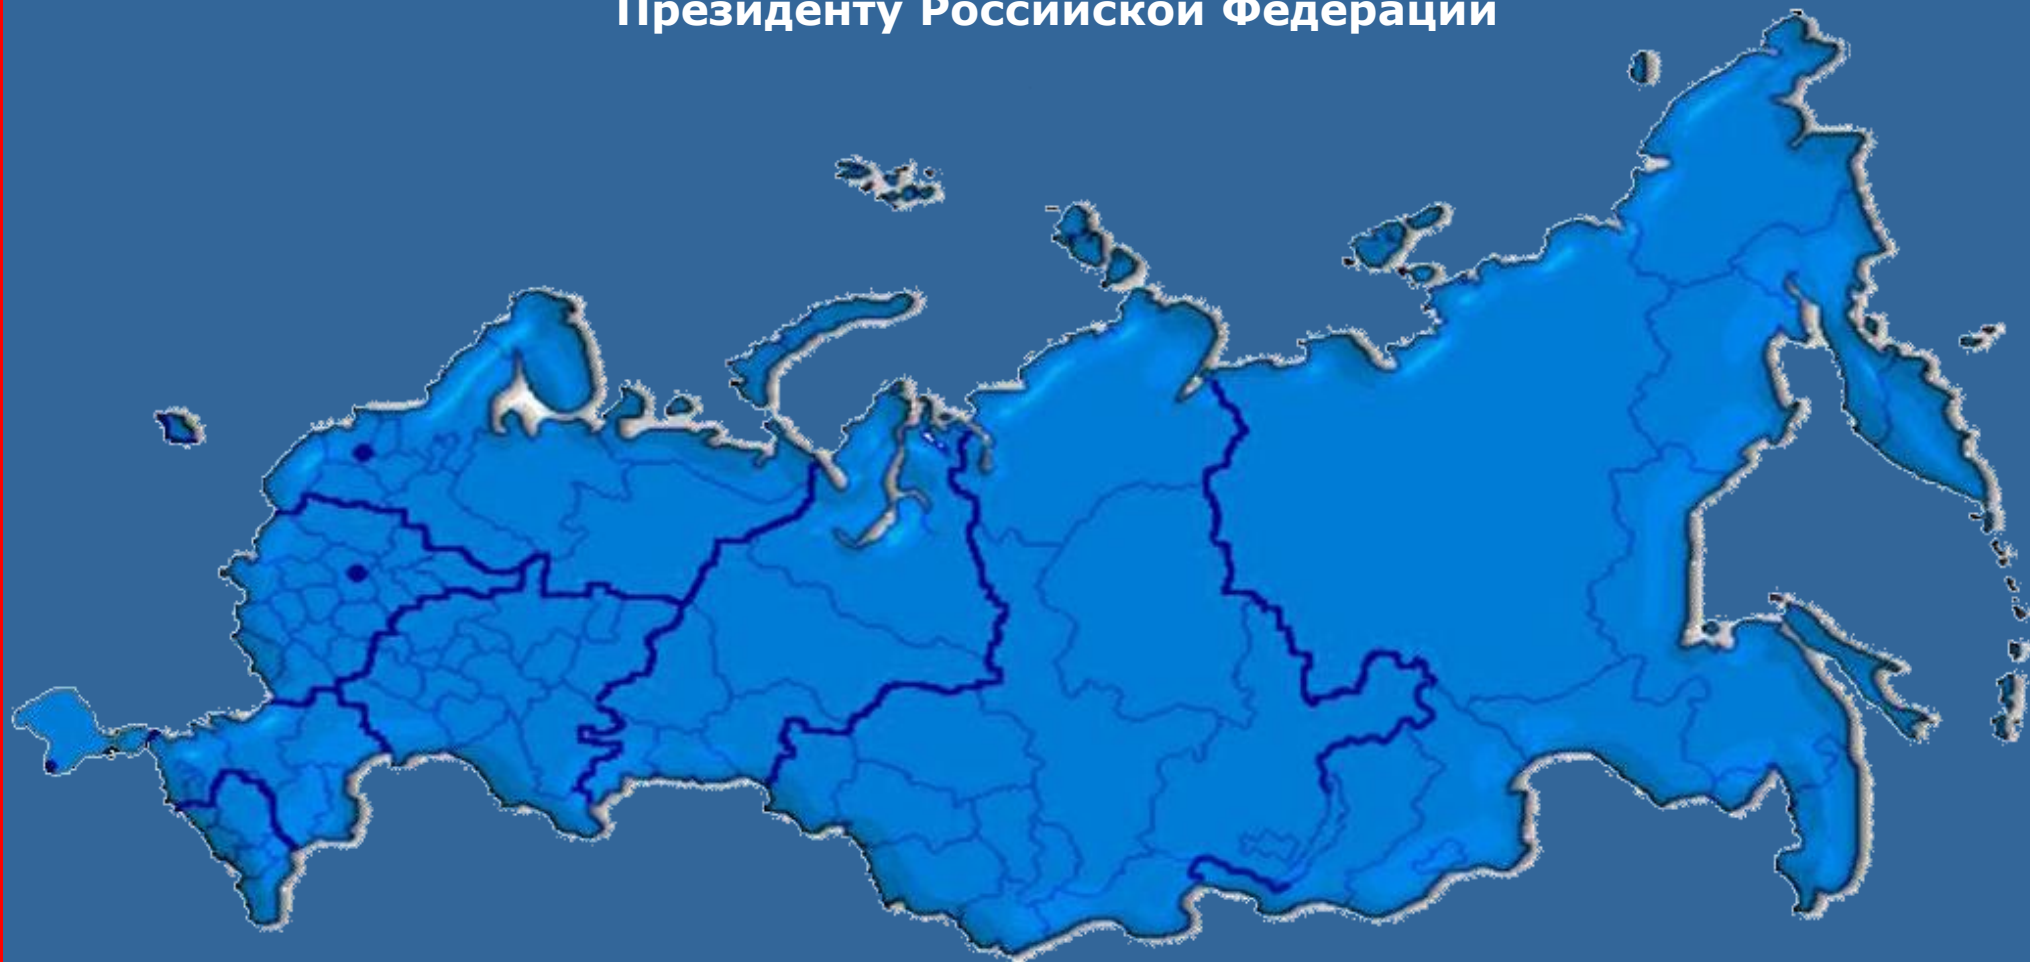 Президенту Российской Федерации